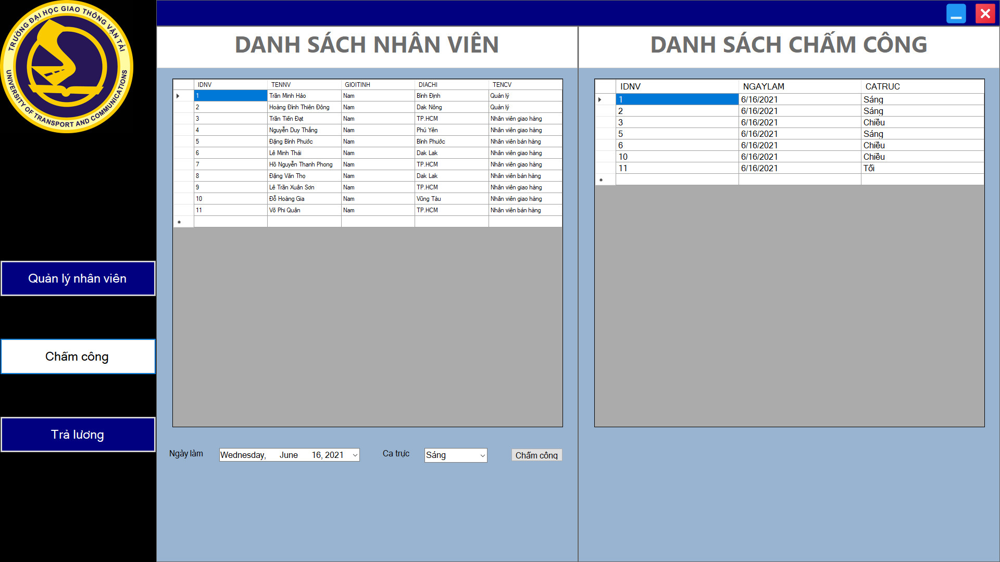 TRƯỜNG ĐẠI HỌC GIAO THÔNG VẬN TẢI
UNIVERSITY OF TRANSPORT AND COMMUNICATIONS
Quản lý nhân viên
Chấm công
Trả lương
DANH SÁCH NHÂN VIÊN
IDNV TENNV GIOITINH DIACHI TENCV
1 Trần Minh Hảo Nam Bình Định Quản lý
2 Hoàng Đình Thiên Đông Nam Dak Nông Quản lý
3 Trần Tiến Đạt Nam TP.HCM Nhân viên giao hàng
4 Nguyễn Duy Thắng Nam Phú Yên Nhân viên giao hàng
5 Đặng Bình Phước Nam Bình Phước Nhân viên bán hàng
6 Lê Minh Thái Nam Dak Lak Nhân viên giao hàng
7 Hồ Nguyễn Thanh Phong Nam TP.HCM Nhân viên giao hàng
8 Đặng Văn Thọ Nam Dak Lak Nhân viên bán hàng
9 Lê Trần Xuân Sơn Nam TP.HCM Nhân viên giao hàng
10 Đỗ Hoàng Gia Nam Vũng Tàu Nhân viên giao hàng
11 Võ Phi Quân Nam TP.HCM Nhân viên bán hàng
Ngày làm Wednesday, June 16, 2021 Ca trực Sáng Chấm công
DANH SÁCH CHẤM CÔNG
IDNV NGAYLAM CATRUC
1 6/16/2021 Sáng
2 6/16/2021 Sáng
3 6/16/2021 Chiều
5 6/16/2021 Sáng
6 6/16/2021 Chiều
10 6/16/2021 Chiều
11 6/16/2021 Tối